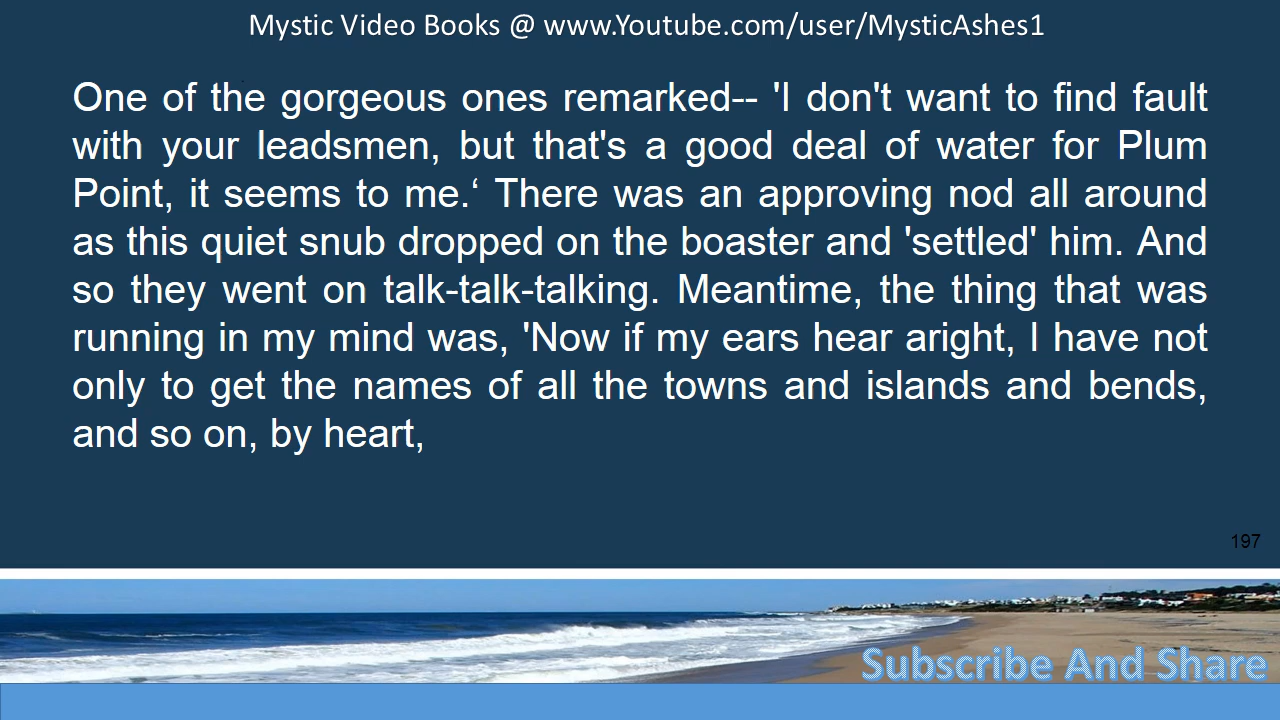 Mystic Video Books @ www.Youtube.com/user/MysticAshes1
One of the gorgeous ones remarked-- 'I don't want to find fault
with your leadsmen, but that's a good deal of water for Plum
Point, it seems to me.‘ There was an approving nod all around
as this quiet snub dropped on the boaster and 'settled' him. And
so they went on talk-talk-talking. Meantime, the thing that was
running in my mind was, 'Now if my ears hear aright, I have not
only to get the names of all the towns and islands and bends,
and so on, by heart,
197
Subscribe And Share